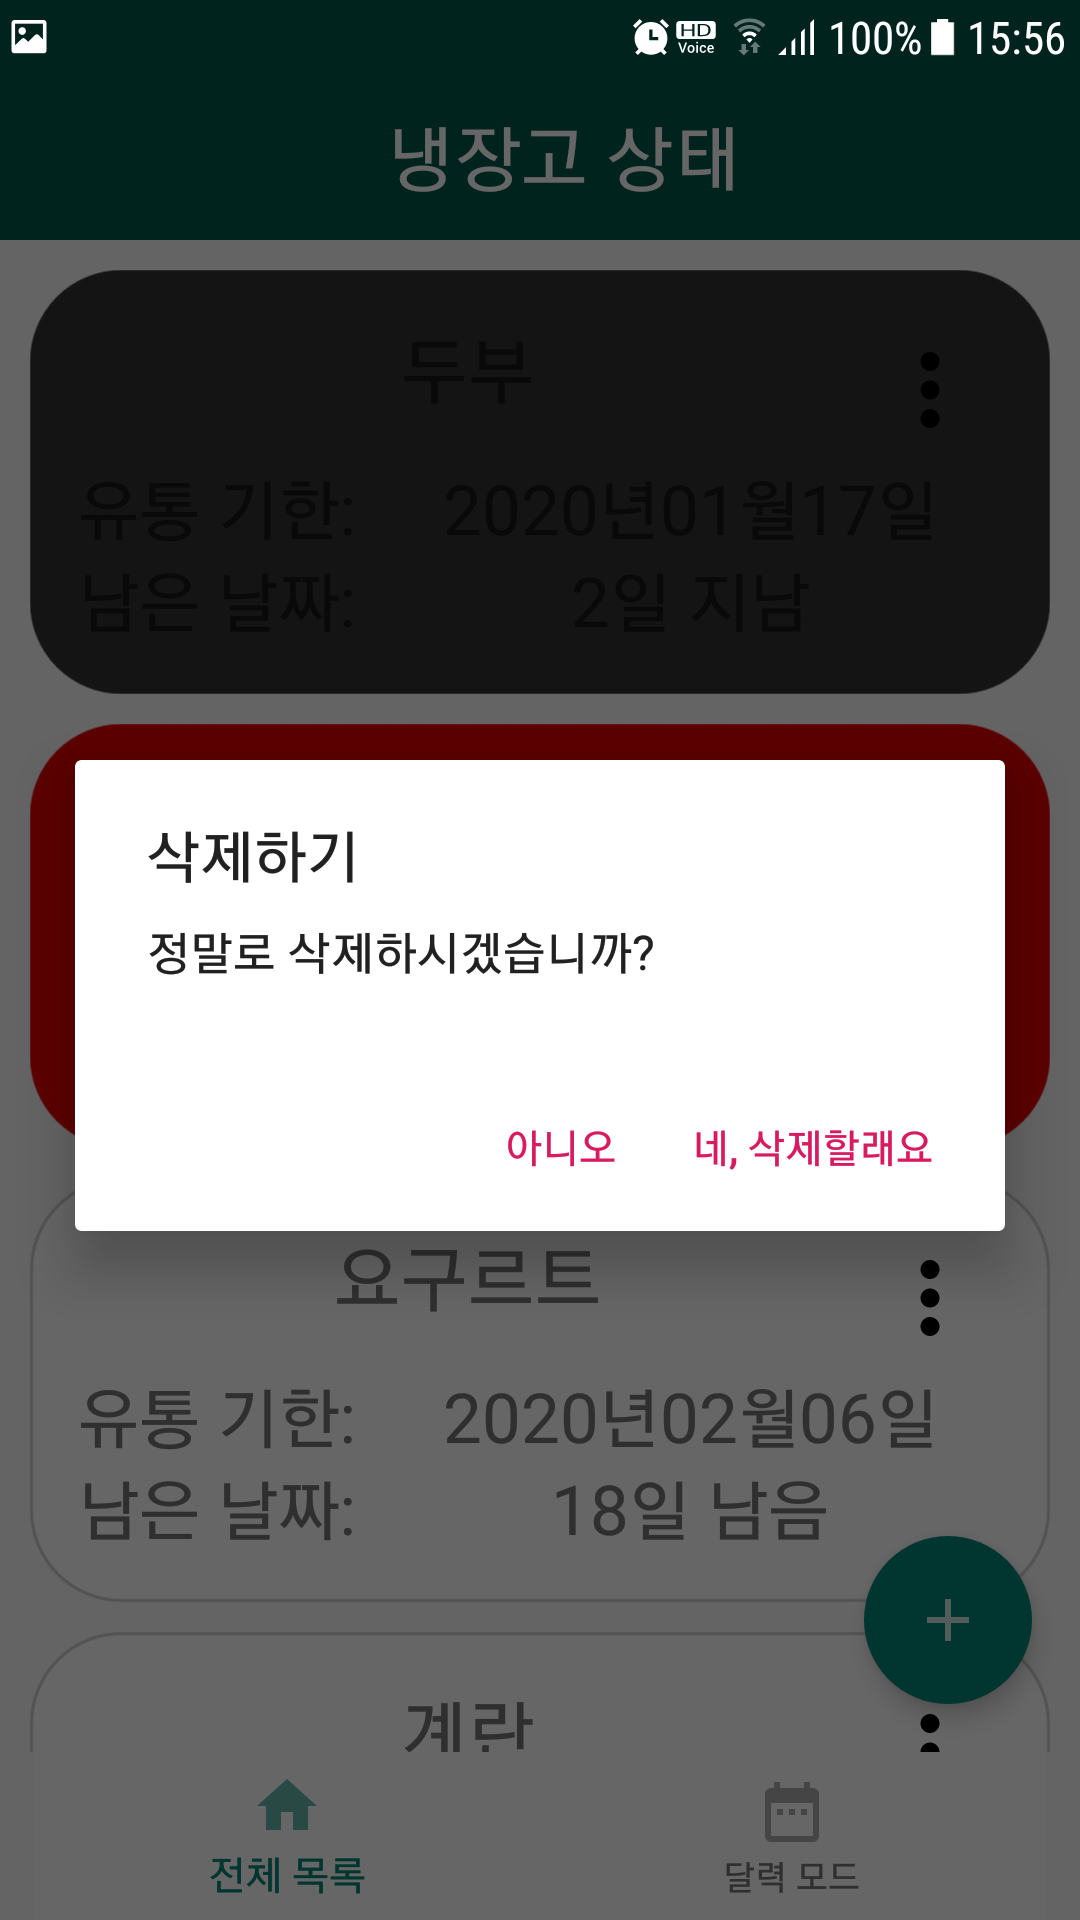 HD Voice 100% 15:56
냉장고 상태
두부
유통 기한: 2020년01월17일
남은 날짜: 2일 지남
삭제하기
정말로 삭제하시겠습니까?
아니오 네, 삭제할래요
요구르트
유통 기한: 2020년02월06일
남은 날짜: 18일 남음
계란
전체 목록 달력 모드